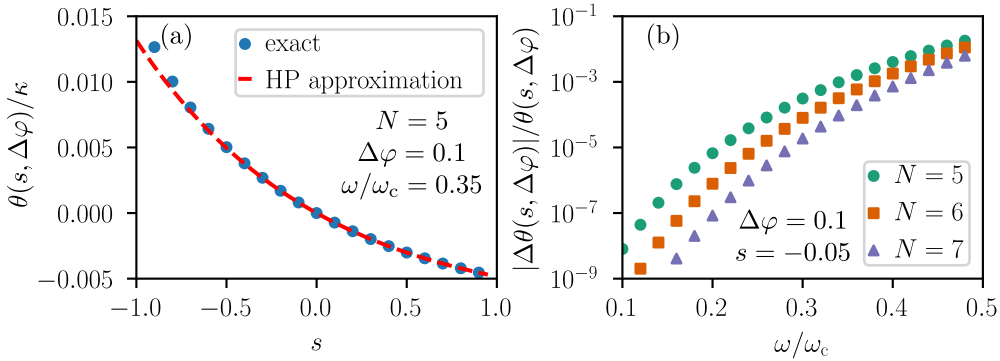 (a)
exact
HP approximation
N = 5
Δφ = 0.1
ω/ω_c = 0.35
θ(s, Δφ)/κ
0.015
0.010
0.005
0.000
−0.005
−1.0 −0.5 0.0 0.5 1.0
s
(b)
|Δθ(s, Δφ)|/θ(s, Δφ)
10^−1
10^−3
10^−5
10^−7
10^−9
N = 5
N = 6
N = 7
Δφ = 0.1
s = −0.05
0.1 0.2 0.3 0.4 0.5
ω/ω_c